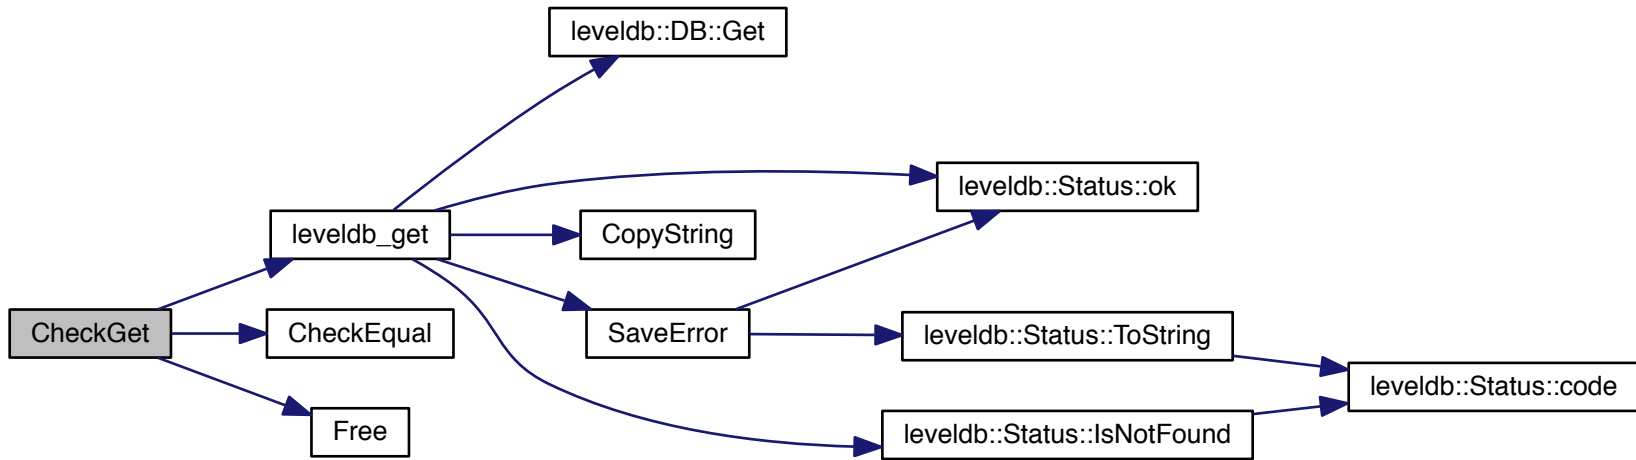 leveldb::DB::Get
leveldb::Status::ok
leveldb_get
CopyString
CheckGet
CheckEqual
SaveError
leveldb::Status::ToString
leveldb::Status::code
Free
leveldb::Status::IsNotFound